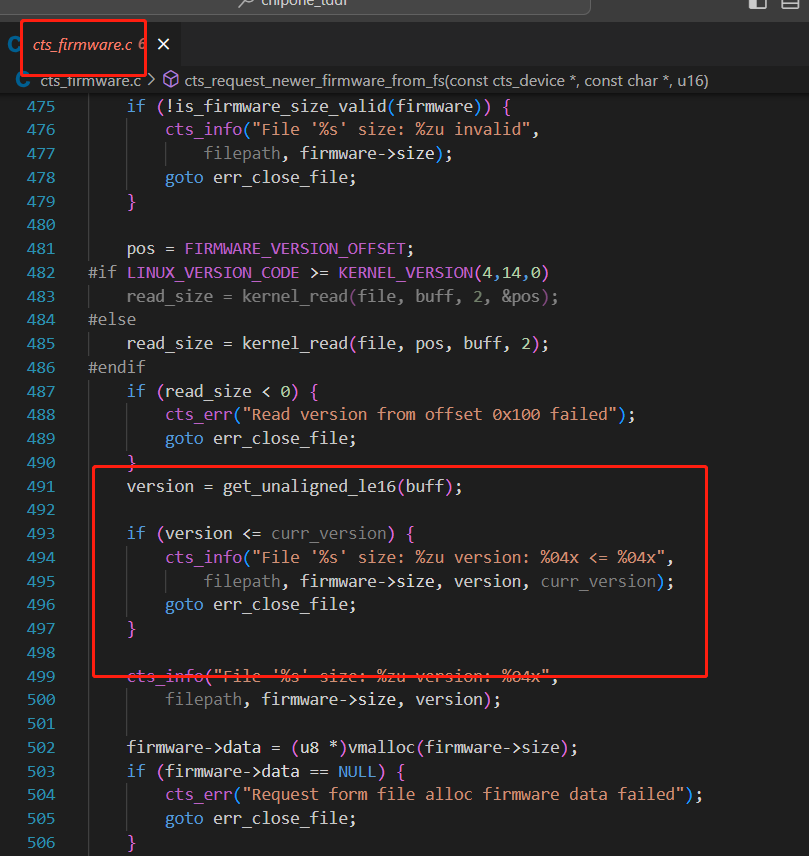 cts_firmware.c 6 ×
cts_firmware.c > cts_request_newer_firmware_from_fs(const cts_device *, const char *, u16)
475 if (!is_firmware_size_valid(firmware)) {
476 cts_info("File '%s' size: %zu invalid",
477 filepath, firmware->size);
478 goto err_close_file;
479 }
480
481 pos = FIRMWARE_VERSION_OFFSET;
482 #if LINUX_VERSION_CODE >= KERNEL_VERSION(4,14,0)
483 read_size = kernel_read(file, buff, 2, &pos);
484 #else
485 read_size = kernel_read(file, pos, buff, 2);
486 #endif
487 if (read_size < 0) {
488 cts_err("Read version from offset 0x100 failed");
489 goto err_close_file;
490 }
491 version = get_unaligned_le16(buff);
492
493 if (version <= curr_version) {
494 cts_info("File '%s' size: %zu version: %04x <= %04x",
495 filepath, firmware->size, version, curr_version);
496 goto err_close_file;
497 }
498
499 cts_info("File '%s' size: %zu version: %04x",
500 filepath, firmware->size, version);
501
502 firmware->data = (u8 *)vmalloc(firmware->size);
503 if (firmware->data == NULL) {
504 cts_err("Request form file alloc firmware data failed");
505 goto err_close_file;
506 }